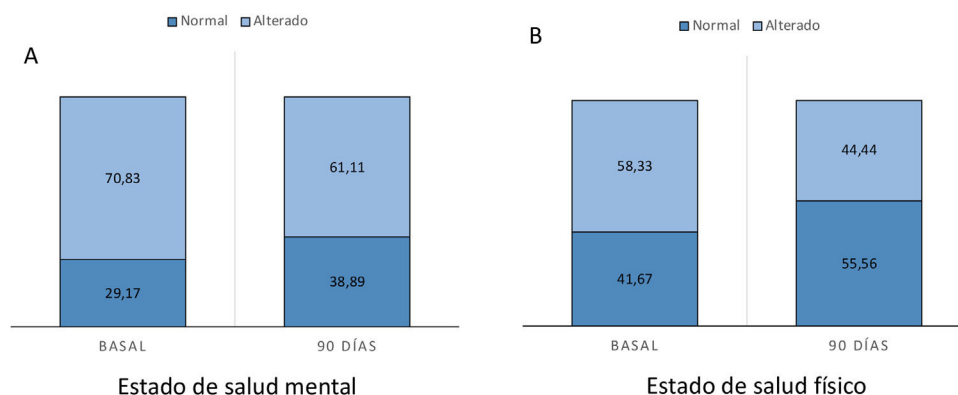 Normal Alterado
A
70,83
61,11
29,17
38,89
BASAL
90 DÍAS
Estado de salud mental
Normal Alterado
B
58,33
44,44
41,67
55,56
BASAL
90 DÍAS
Estado de salud físico